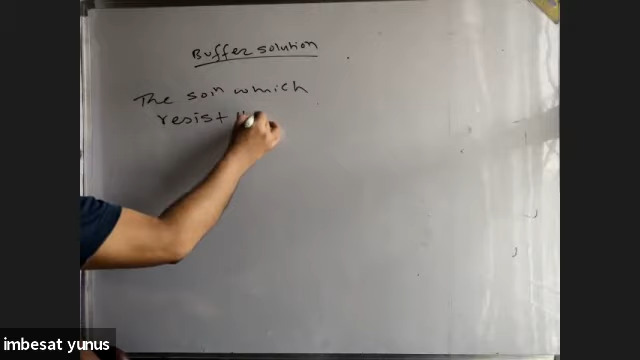 Buffer solution
The soln which
resist
imbesat yunus